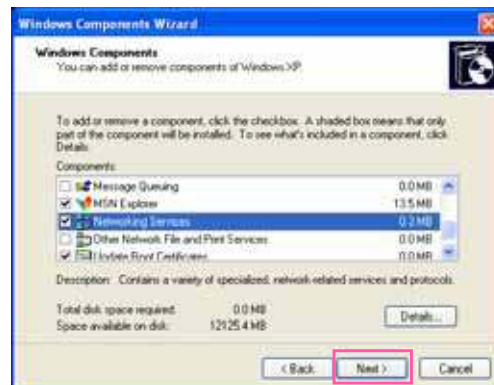 Windows Components Wizard
Windows Components
You can add or remove components of Windows XP.
To add or remove a component, click the checkbox. A shaded box means that only
part of the component will be installed. To see what's included in a component, click
Details.
Components:
Message Queuing 0.0 MB
MSN Explorer 13.5 MB
Networking Services 0.2 MB
Other Network File and Print Services 0.0 MB
Update Root Certificates 0.0 MB
Description: Contains a variety of specialized, network-related services and protocols.
Total disk space required: 0.0 MB
Space available on disk: 12125.4 MB
Details...
< Back
Next >
Cancel